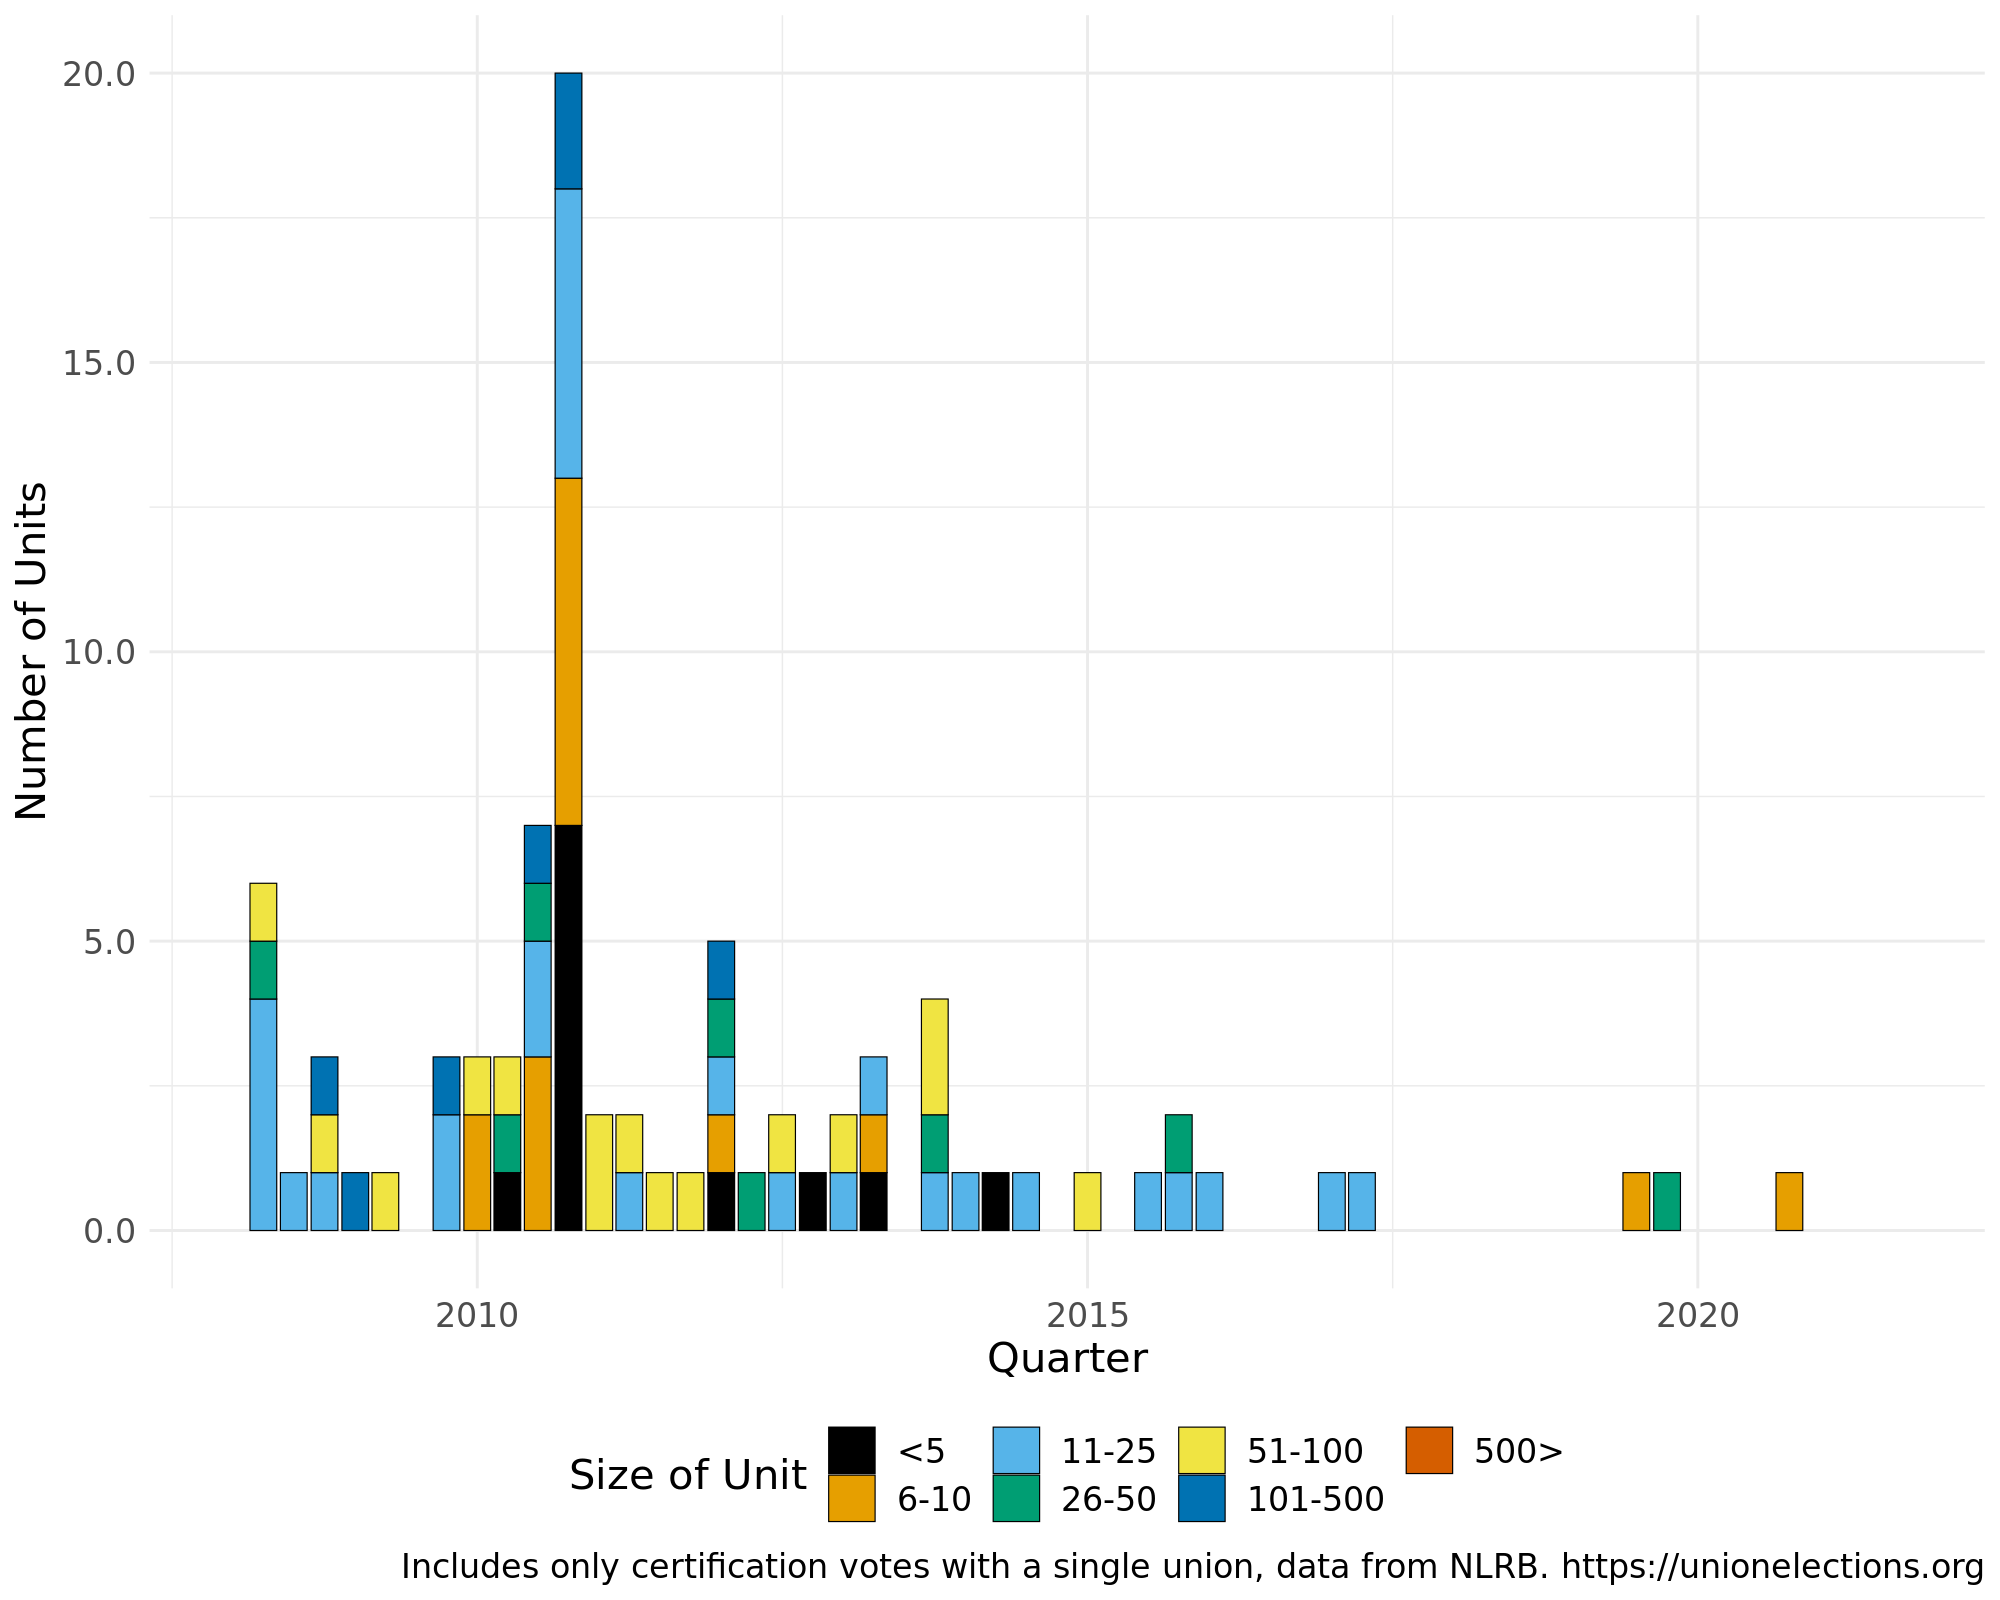 20.0
15.0
10.0
5.0
0.0
Number of Units
2010 2015 2020
Quarter
Size of Unit
<5 11-25 51-100 500>
6-10 26-50 101-500
Includes only certification votes with a single union, data from NLRB. https://unionelections.org